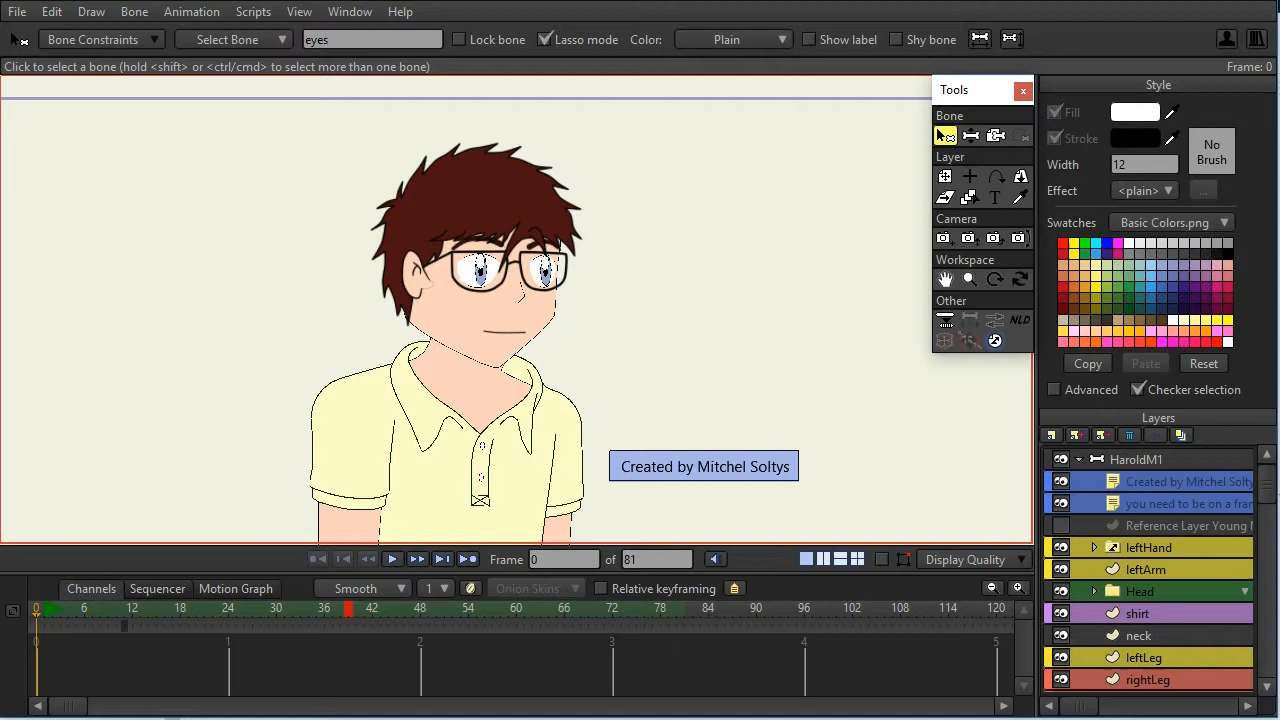 File Edit Draw Bone Animation Scripts View Window Help
Bone Constraints Select Bone eyes Lock bone Lasso mode Color: Plain Show label Shy bone
Click to select a bone (hold <shift> or <ctrl/cmd> to select more than one bone) Frame: 0
Tools
Bone
Layer
T
Camera
Workspace
Other
NLD
Style
Fill
Stroke
No Brush
Width 12
Effect <plain> ...
Swatches Basic Colors.png
Copy Paste Reset
Advanced Checker selection
Layers
HaroldM1
Created by Mitchel Solty
you need to be on a fran
Reference Layer Young M
leftHand
leftArm
Head
shirt
neck
leftLeg
rightLeg
Created by Mitchel Soltys
Frame 0 of 81 Display Quality
Channels Sequencer Motion Graph Smooth 1 Onion Skins Relative keyframing
0 6 12 18 24 30 36 42 48 54 60 66 72 78 84 90 96 102 108 114 120
0 1 2 3 4 5